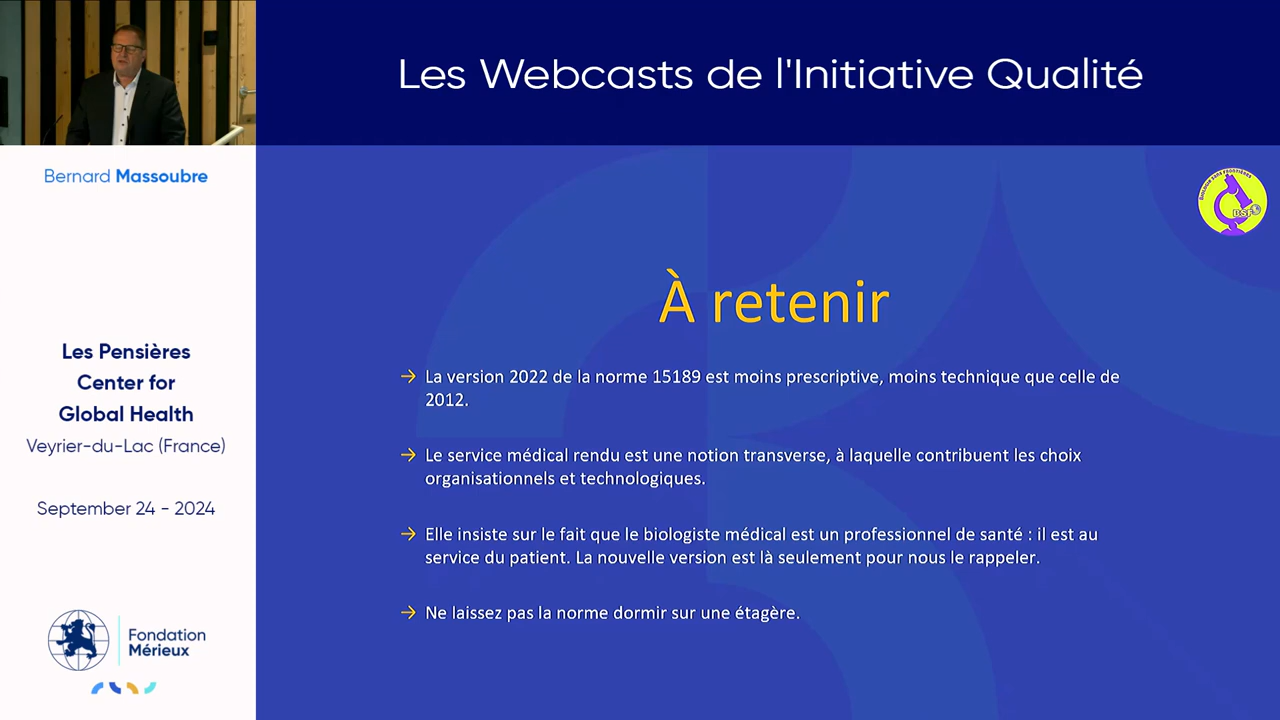 Les Webcasts de l'Initiative Qualité
Bernard Massoubre
Les Pensières
Center for
Global Health
Veyrier-du-Lac (France)
September 24 - 2024
Fondation
Mérieux
BIOLOGIE SANS FRONTIÈRES
BSF
À retenir
→ La version 2022 de la norme 15189 est moins prescriptive, moins technique que celle de
2012.
→ Le service médical rendu est une notion transverse, à laquelle contribuent les choix
organisationnels et technologiques.
→ Elle insiste sur le fait que le biologiste médical est un professionnel de santé : il est au
service du patient. La nouvelle version est là seulement pour nous le rappeler.
→ Ne laissez pas la norme dormir sur une étagère.